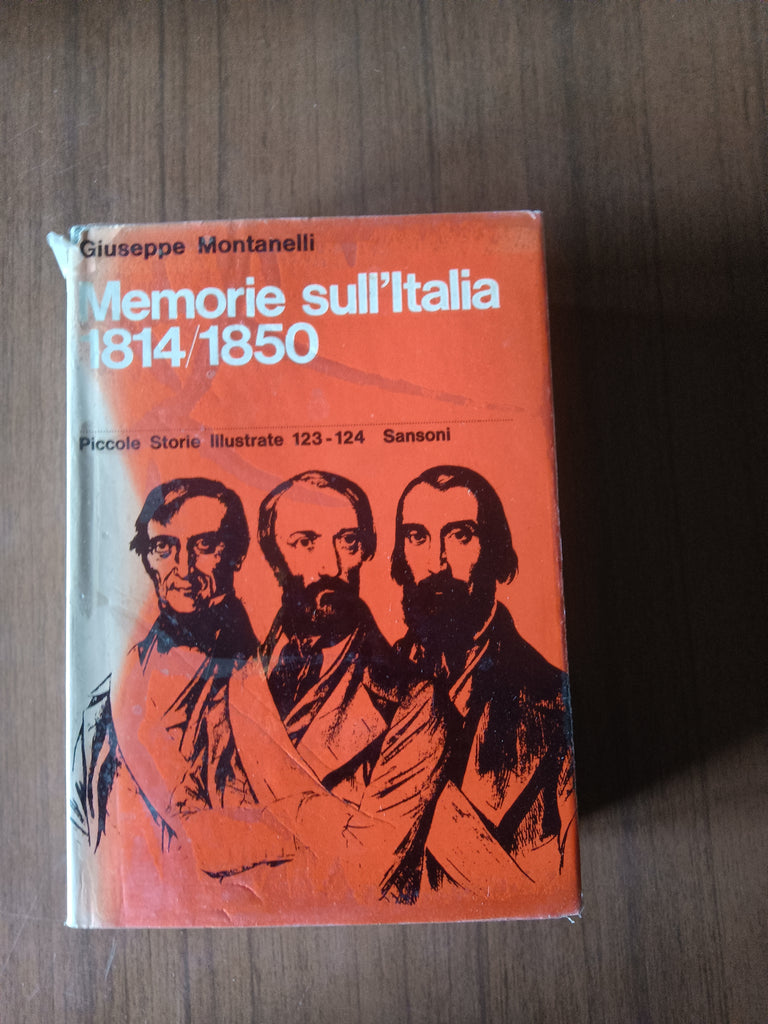 Giuseppe Montanelli
Memorie sull'Italia
1814/1850
Piccole Storie Illustrate 123-124 Sansoni